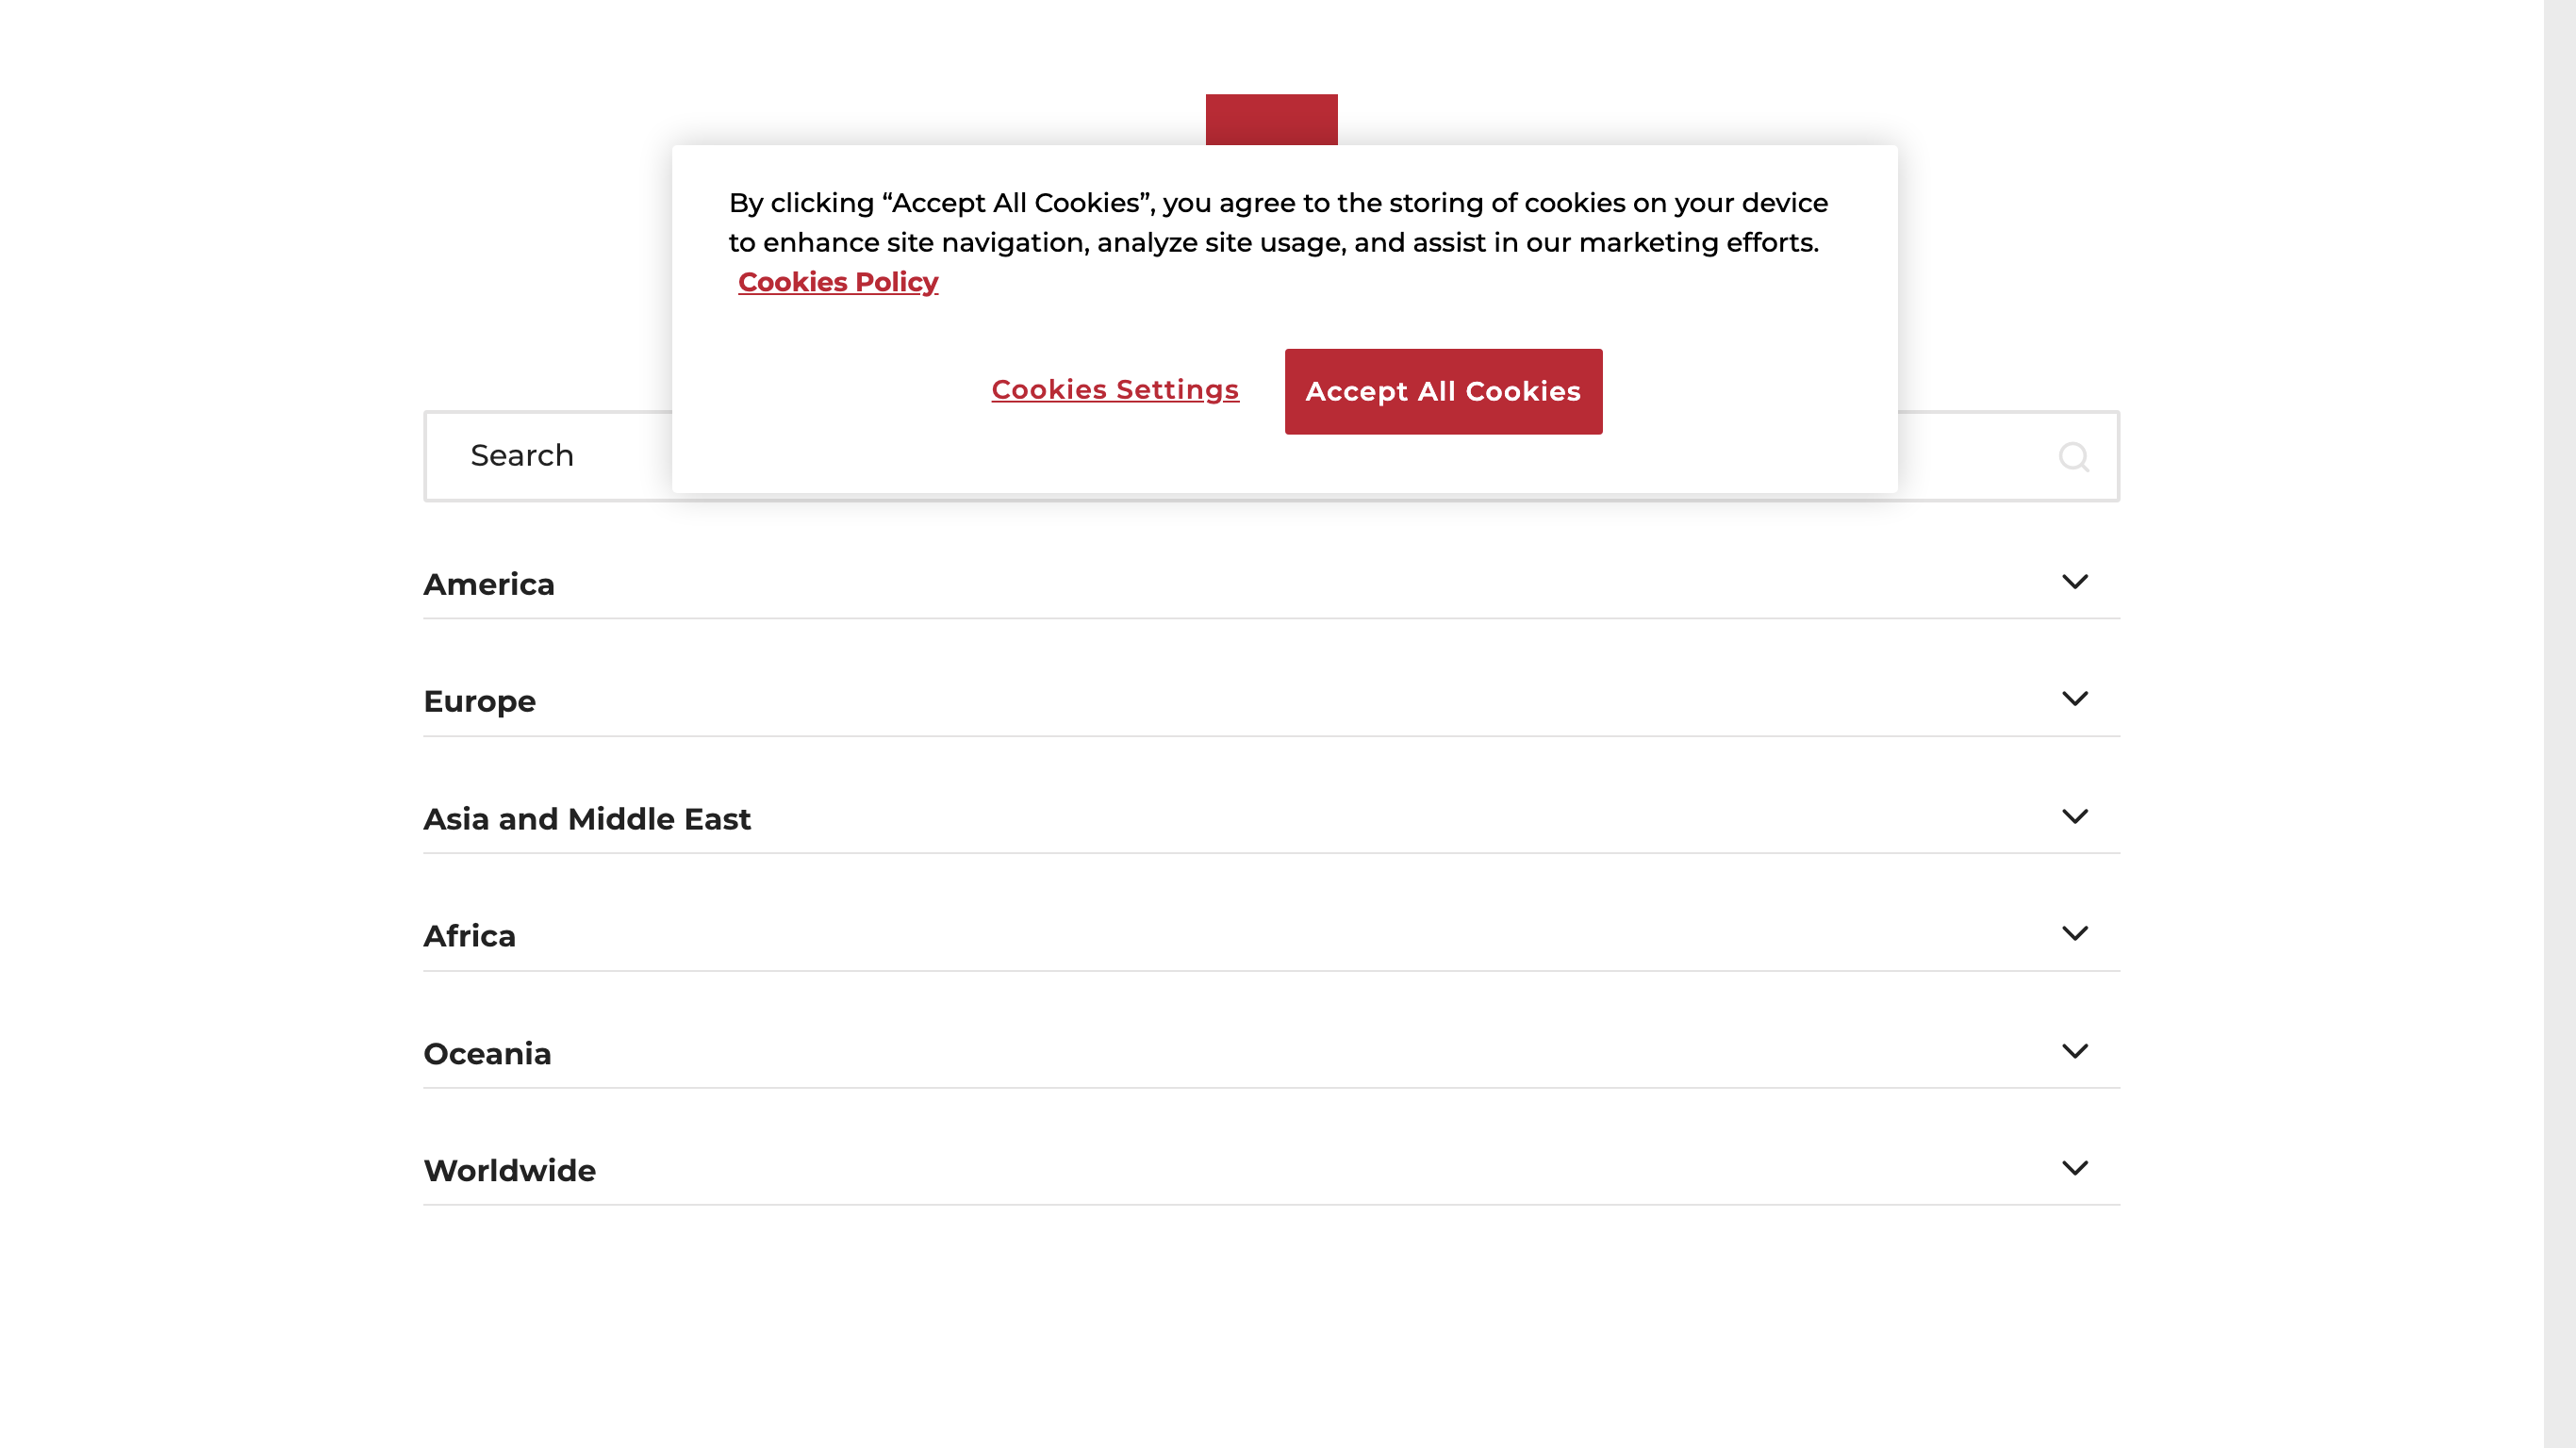 By clicking “Accept All Cookies”, you agree to the storing of cookies on your device
to enhance site navigation, analyze site usage, and assist in our marketing efforts.
Cookies Policy
Cookies Settings
Accept All Cookies
Search
America
Europe
Asia and Middle East
Africa
Oceania
Worldwide